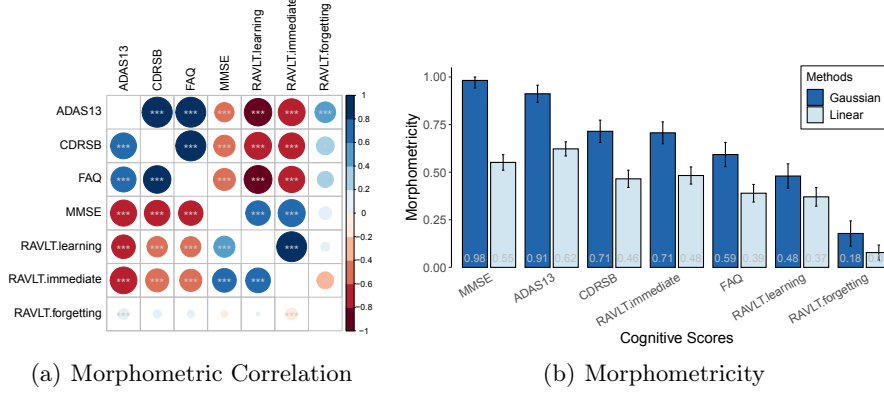 ADAS13
CDRSB
FAQ
MMSE
RAVLT.learning
RAVLT.immediate
RAVLT.forgetting
ADAS13 *** *** *** *** *** ***
CDRSB *** *** *** *** ***
FAQ *** *** *** *** ***
MMSE *** *** *** *** ***
RAVLT.learning *** *** *** *** ***
RAVLT.immediate *** *** *** *** ***
RAVLT.forgetting *** ***
1
0.8
0.6
0.4
0.2
0
−0.2
−0.4
−0.6
−0.8
−1
(a) Morphometric Correlation
Morphometricity
1.00
0.75
0.50
0.25
0.00
Methods
Gaussian
Linear
0.98 0.55 0.91 0.62 0.71 0.46 0.71 0.48 0.59 0.39 0.48 0.37 0.18
MMSE
ADAS13
CDRSB
RAVLT.immediate
FAQ
RAVLT.learning
RAVLT.forgetting
Cognitive Scores
(b) Morphometricity